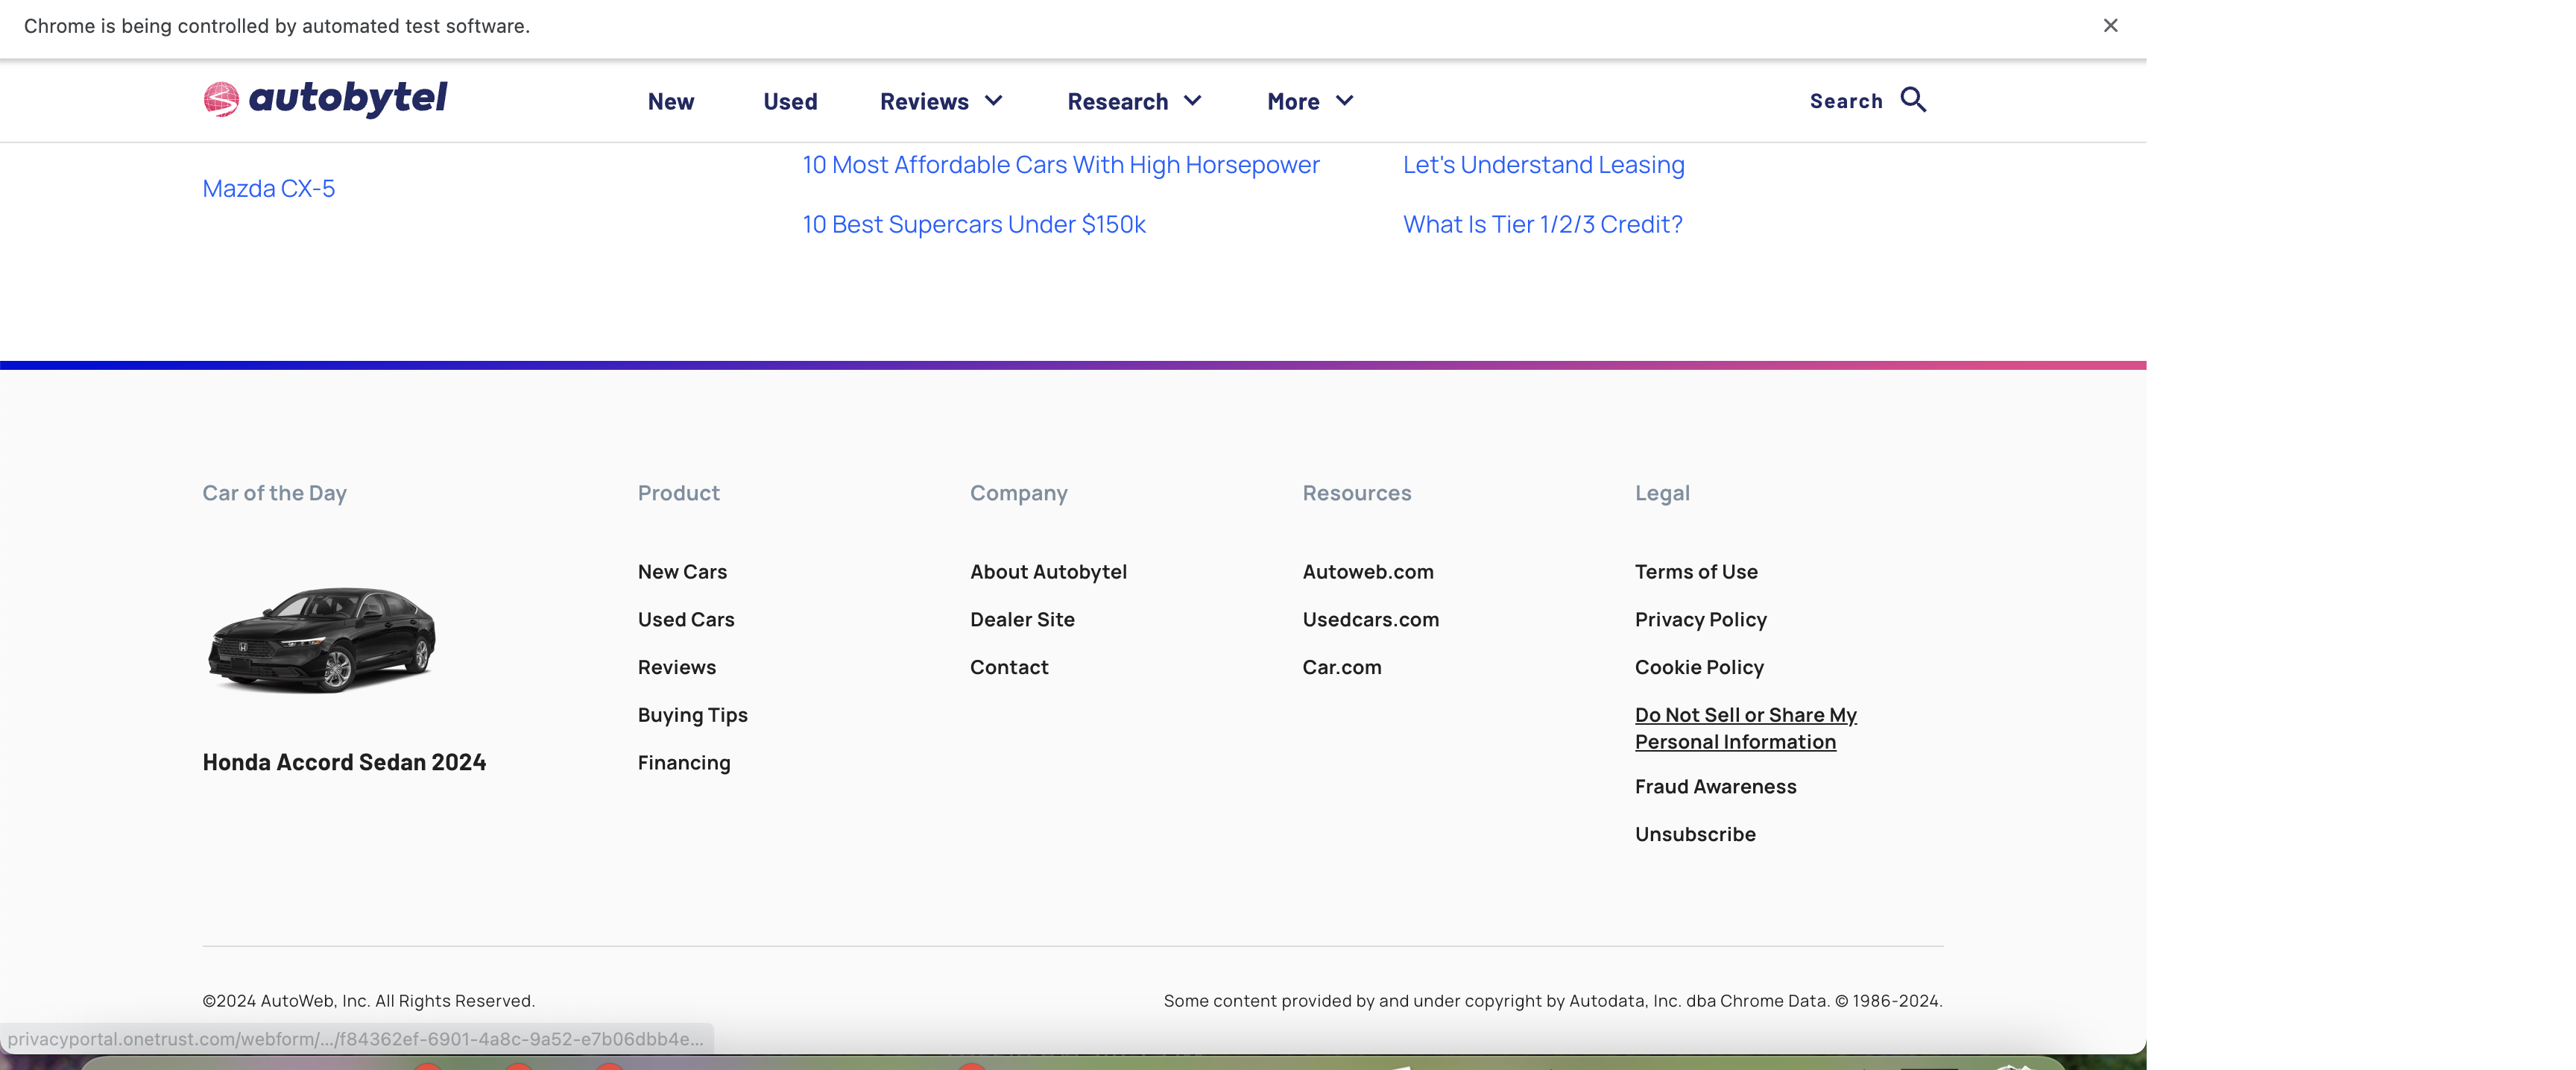 Chrome is being controlled by automated test software.
autobytel
New
Used
Reviews
Research
More
Search
Mazda CX-5
10 Most Affordable Cars With High Horsepower
10 Best Supercars Under $150k
Let's Understand Leasing
What Is Tier 1/2/3 Credit?
Car of the Day
Honda Accord Sedan 2024
Product
New Cars
Used Cars
Reviews
Buying Tips
Financing
Company
About Autobytel
Dealer Site
Contact
Resources
Autoweb.com
Usedcars.com
Car.com
Legal
Terms of Use
Privacy Policy
Cookie Policy
Do Not Sell or Share My
Personal Information
Fraud Awareness
Unsubscribe
©2024 AutoWeb, Inc. All Rights Reserved.
Some content provided by and under copyright by Autodata, Inc. dba Chrome Data. © 1986-2024.
privacyportal.onetrust.com/webform/.../f84362ef-6901-4a8c-9a52-e7b06dbb4e...